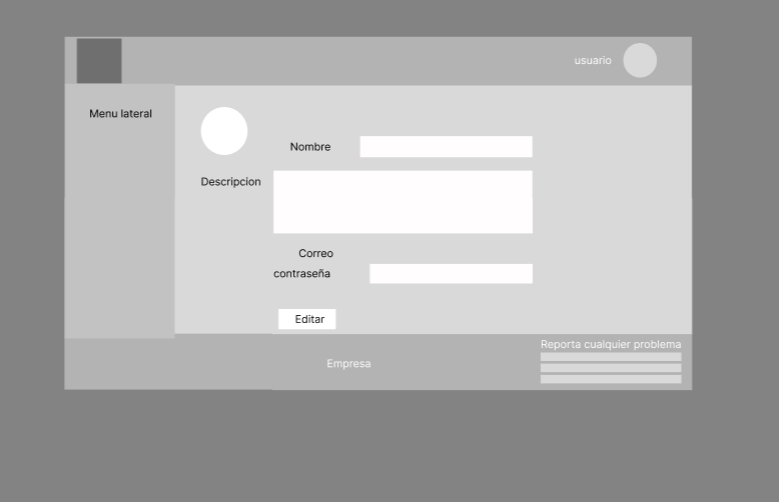 usuario
Menu lateral
Nombre
Descripcion
Correo
contraseña
Editar
Reporta cualquier problema
Empresa